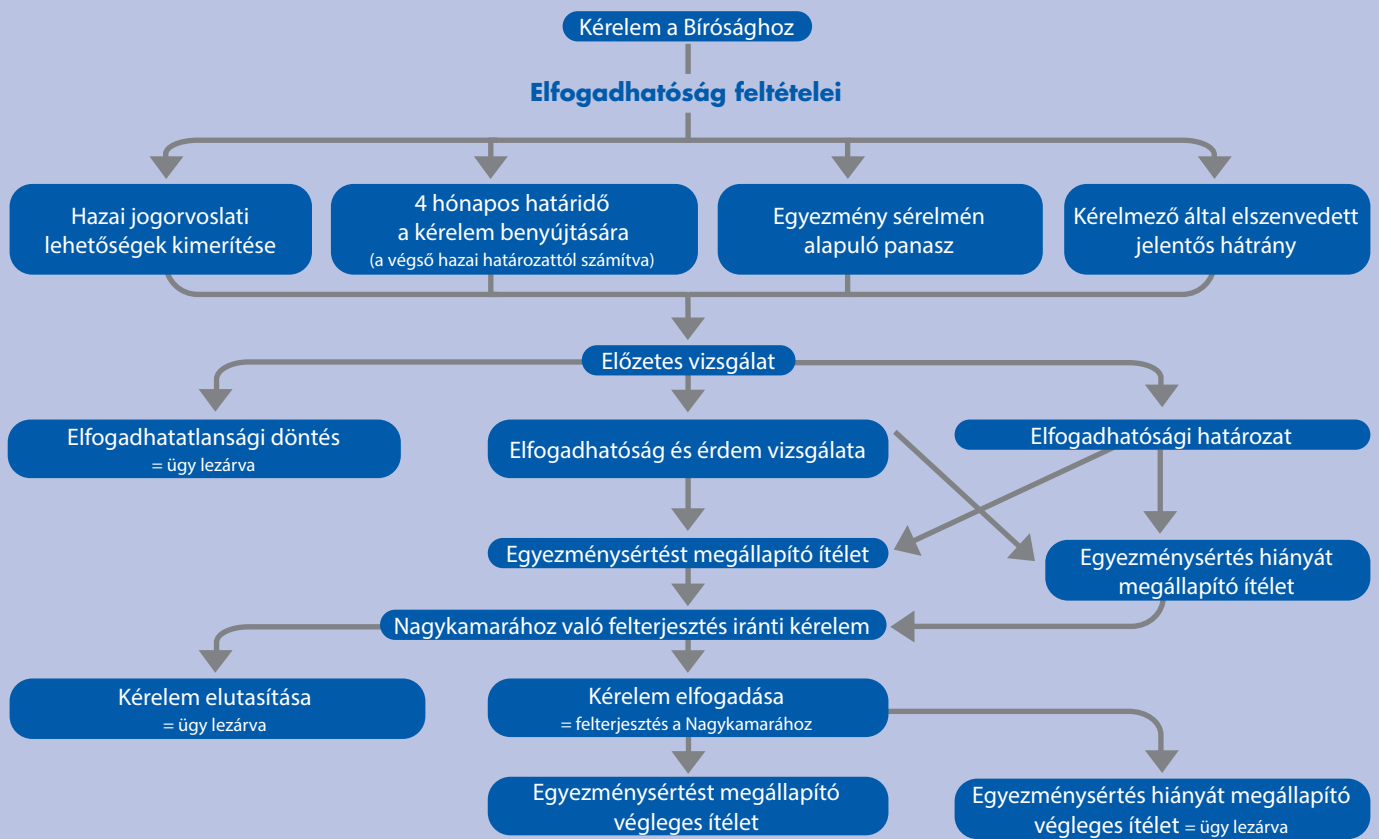 Kérelem a Bírósághoz
Elfogadhatóság feltételei
Hazai jogorvoslati
lehetőségek kimerítése
4 hónapos határidő
a kérelem benyújtására
(a végső hazai határozattól számítva)
Egyezmény sérelmén
alapuló panasz
Kérelmező által elszenvedett
jelentős hátrány
Előzetes vizsgálat
Elfogadhatatlansági döntés
= ügy lezárva
Elfogadhatóság és érdem vizsgálata
Elfogadhatósági határozat
Egyezménysértést megállapító ítélet
Egyezménysértés hiányát
megállapító ítélet
Nagykamarához való felterjesztés iránti kérelem
Kérelem elutasítása
= ügy lezárva
Kérelem elfogadása
= felterjesztés a Nagykamarához
Egyezménysértést megállapító
végleges ítélet
Egyezménysértés hiányát megállapító
végleges ítélet = ügy lezárva